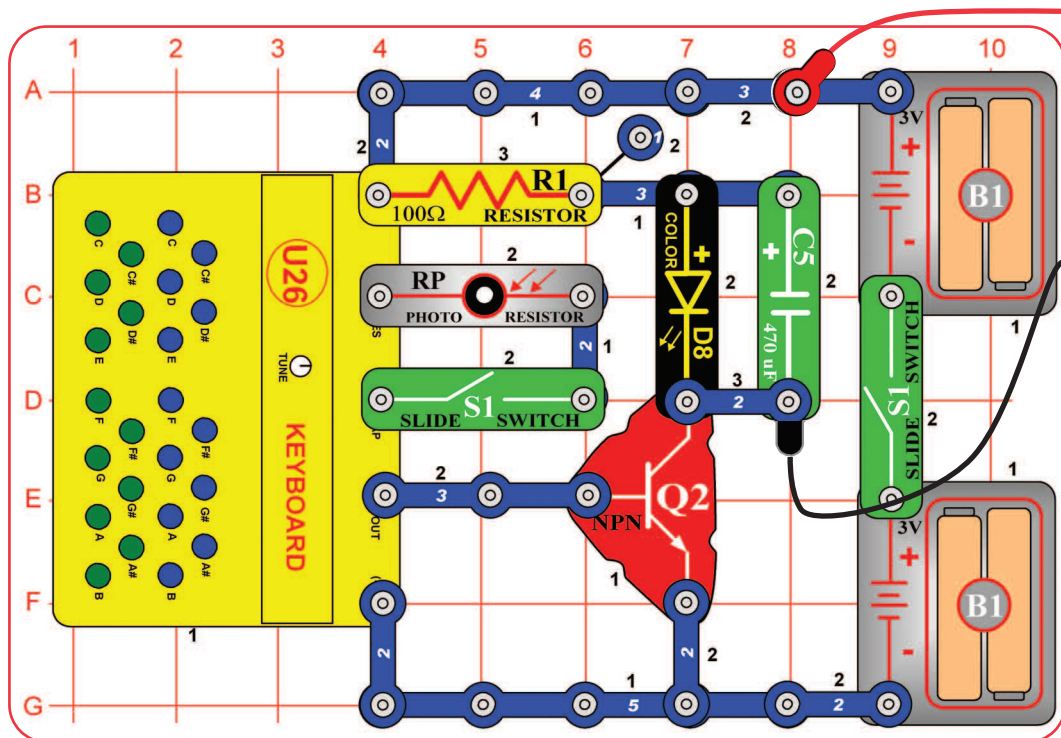 1 2 3 4 5 6 7 8 9 10
A
4 3
1 2
3V
2 2
3
1 2
+
B
R1
100Ω RESISTOR
3
1
B1
-
COLOR
+
C5
+
U26
C
2
RP
PHOTO RESISTOR
2 1
2
2
D8
470 uF
1
SLIDE SWITCH
S1
2
TUNE
KEYBOARD
C C# D D# E F F# G G# A A# B
C C# D D# E F F# G G# A A# B
D
2
S1
SLIDE SWITCH
3
2
E
2
3
OUT
NPN Q2
1
1
3V
+
B1
-
F
1
2
2 2
G
1
5
2
2